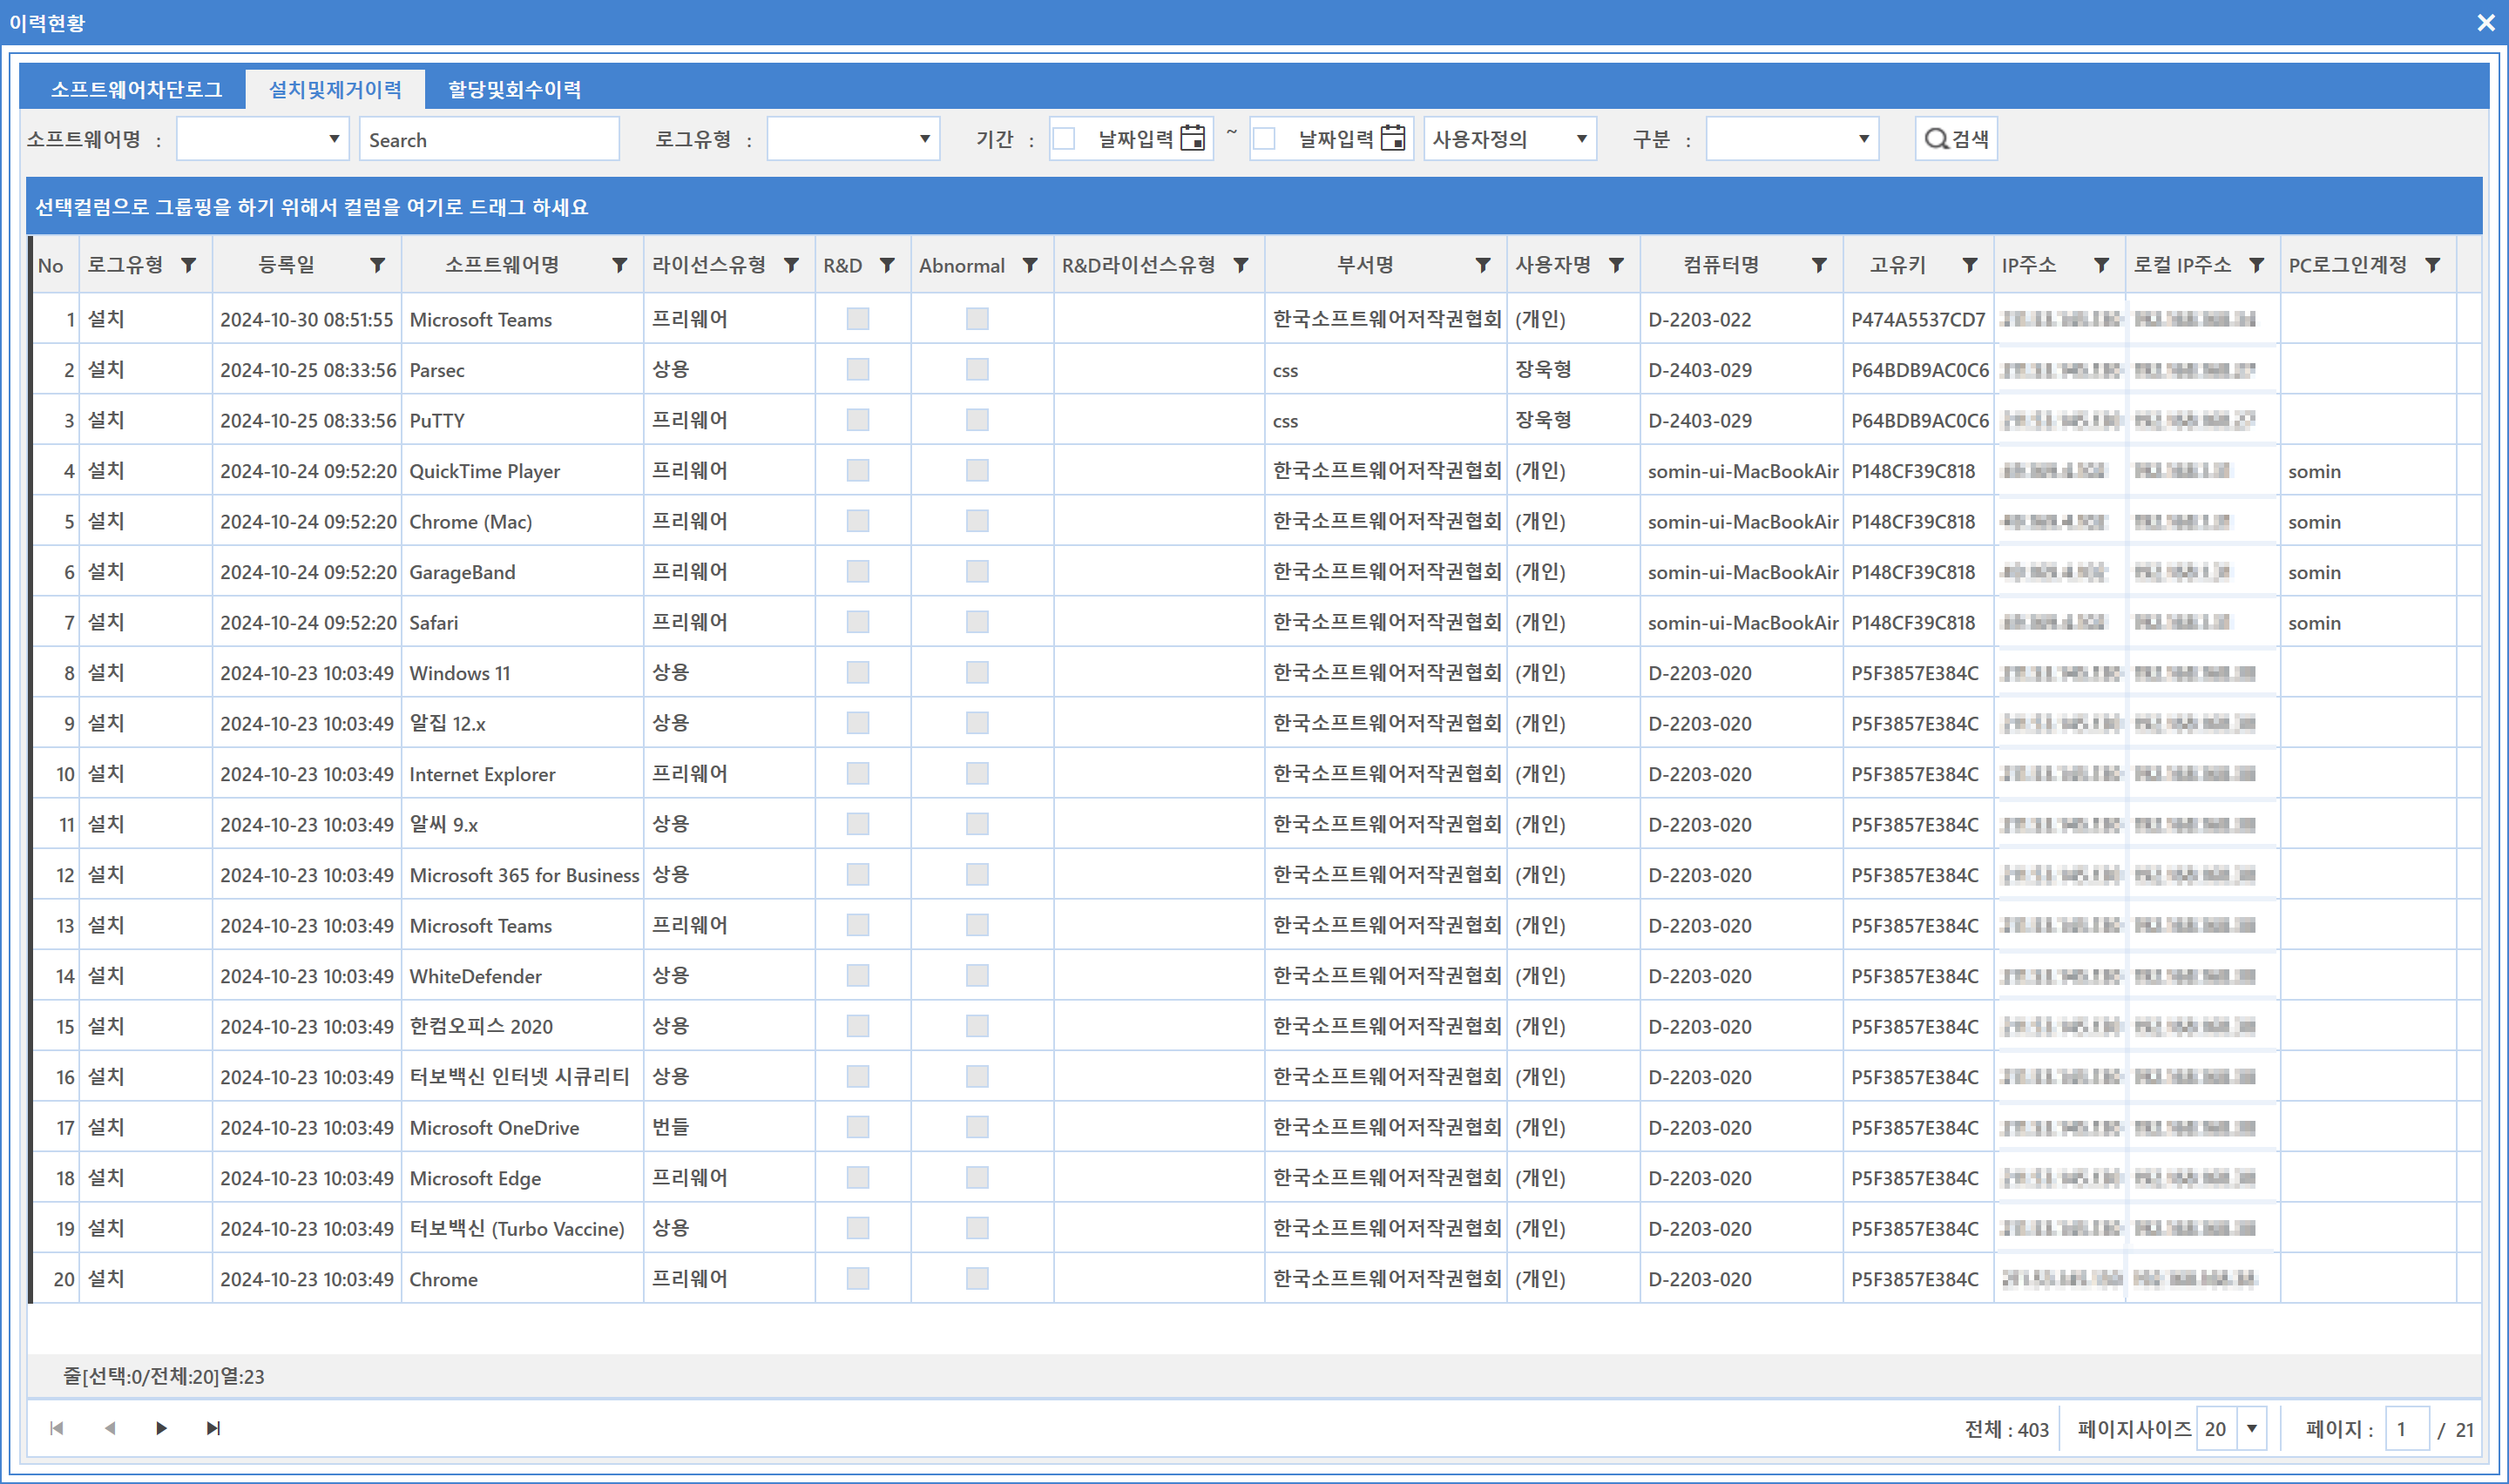 이력현황
소프트웨어차단로그 설치및제거이력 할당및회수이력
소프트웨어명 : Search 로그유형 : 기간 : 날짜입력 ~ 날짜입력 사용자정의 구분 : 검색
선택컬럼으로 그룹핑을 하기 위해서 컬럼을 여기로 드래그 하세요
No 로그유형 등록일 소프트웨어명 라이선스유형 R&D Abnormal R&D라이선스유형 부서명 사용자명 컴퓨터명 고유키 IP주소 로컬 IP주소 PC로그인계정
1 설치 2024-10-30 08:51:55 Microsoft Teams 프리웨어 한국소프트웨어저작권협회 (개인) D-2203-022 P474A5537CD7
2 설치 2024-10-25 08:33:56 Parsec 상용 css 장욱형 D-2403-029 P64BDB9AC0C6
3 설치 2024-10-25 08:33:56 PuTTY 프리웨어 css 장욱형 D-2403-029 P64BDB9AC0C6
4 설치 2024-10-24 09:52:20 QuickTime Player 프리웨어 한국소프트웨어저작권협회 (개인) somin-ui-MacBookAir P148CF39C818 somin
5 설치 2024-10-24 09:52:20 Chrome (Mac) 프리웨어 한국소프트웨어저작권협회 (개인) somin-ui-MacBookAir P148CF39C818 somin
6 설치 2024-10-24 09:52:20 GarageBand 프리웨어 한국소프트웨어저작권협회 (개인) somin-ui-MacBookAir P148CF39C818 somin
7 설치 2024-10-24 09:52:20 Safari 프리웨어 한국소프트웨어저작권협회 (개인) somin-ui-MacBookAir P148CF39C818 somin
8 설치 2024-10-23 10:03:49 Windows 11 상용 한국소프트웨어저작권협회 (개인) D-2203-020 P5F3857E384C
9 설치 2024-10-23 10:03:49 알집 12.x 상용 한국소프트웨어저작권협회 (개인) D-2203-020 P5F3857E384C
10 설치 2024-10-23 10:03:49 Internet Explorer 프리웨어 한국소프트웨어저작권협회 (개인) D-2203-020 P5F3857E384C
11 설치 2024-10-23 10:03:49 알씨 9.x 상용 한국소프트웨어저작권협회 (개인) D-2203-020 P5F3857E384C
12 설치 2024-10-23 10:03:49 Microsoft 365 for Business 상용 한국소프트웨어저작권협회 (개인) D-2203-020 P5F3857E384C
13 설치 2024-10-23 10:03:49 Microsoft Teams 프리웨어 한국소프트웨어저작권협회 (개인) D-2203-020 P5F3857E384C
14 설치 2024-10-23 10:03:49 WhiteDefender 상용 한국소프트웨어저작권협회 (개인) D-2203-020 P5F3857E384C
15 설치 2024-10-23 10:03:49 한컴오피스 2020 상용 한국소프트웨어저작권협회 (개인) D-2203-020 P5F3857E384C
16 설치 2024-10-23 10:03:49 터보백신 인터넷 시큐리티 상용 한국소프트웨어저작권협회 (개인) D-2203-020 P5F3857E384C
17 설치 2024-10-23 10:03:49 Microsoft OneDrive 번들 한국소프트웨어저작권협회 (개인) D-2203-020 P5F3857E384C
18 설치 2024-10-23 10:03:49 Microsoft Edge 프리웨어 한국소프트웨어저작권협회 (개인) D-2203-020 P5F3857E384C
19 설치 2024-10-23 10:03:49 터보백신 (Turbo Vaccine) 상용 한국소프트웨어저작권협회 (개인) D-2203-020 P5F3857E384C
20 설치 2024-10-23 10:03:49 Chrome 프리웨어 한국소프트웨어저작권협회 (개인) D-2203-020 P5F3857E384C
줄[선택:0/전체:20]열:23
전체 : 403 페이지사이즈 20 페이지 : 1 / 21